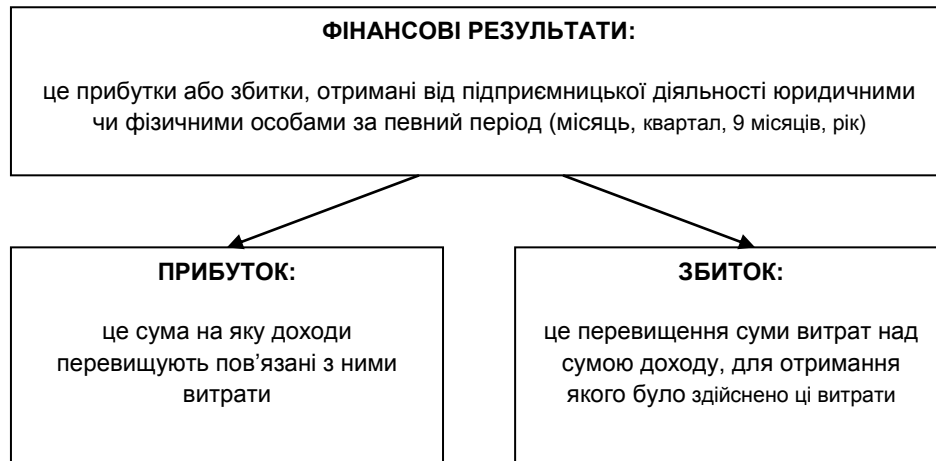 ФІНАНСОВІ РЕЗУЛЬТАТИ:
це прибутки або збитки, отримані від підприємницької діяльності юридичними
чи фізичними особами за певний період (місяць, квартал, 9 місяців, рік)
ПРИБУТОК:
це сума на яку доходи
перевищують пов’язані з ними
витрати
ЗБИТОК:
це перевищення суми витрат над
сумою доходу, для отримання
якого було здійснено ці витрати